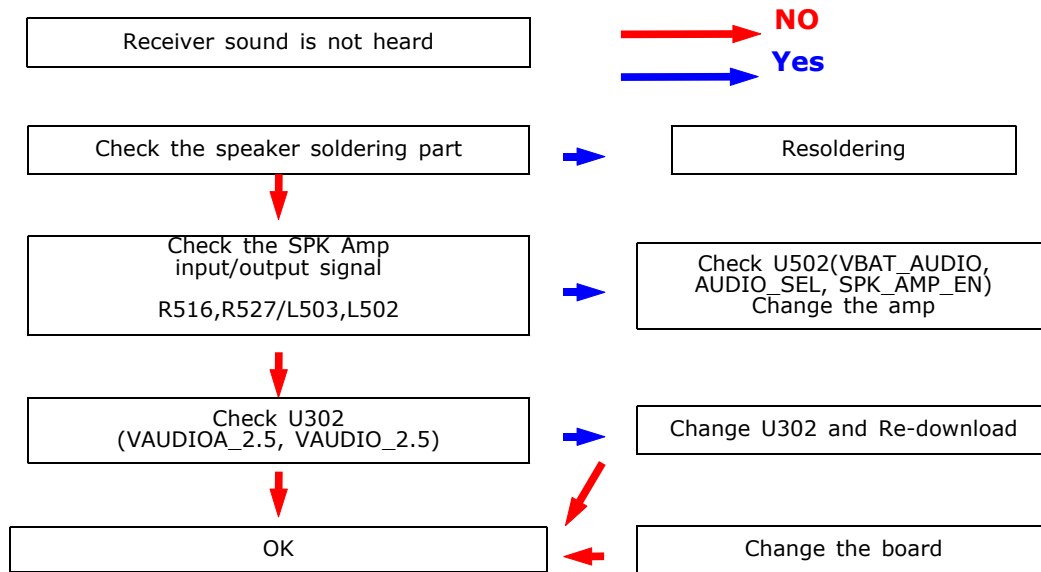 Receiver sound is not heard
NO
Yes
Check the speaker soldering part
Resoldering
Check the SPK Amp
input/output signal
R516,R527/L503,L502
Check U502(VBAT_AUDIO,
AUDIO_SEL, SPK_AMP_EN)
Change the amp
Check U302
(VAUDIOA_2.5, VAUDIO_2.5)
Change U302 and Re-download
OK
Change the board